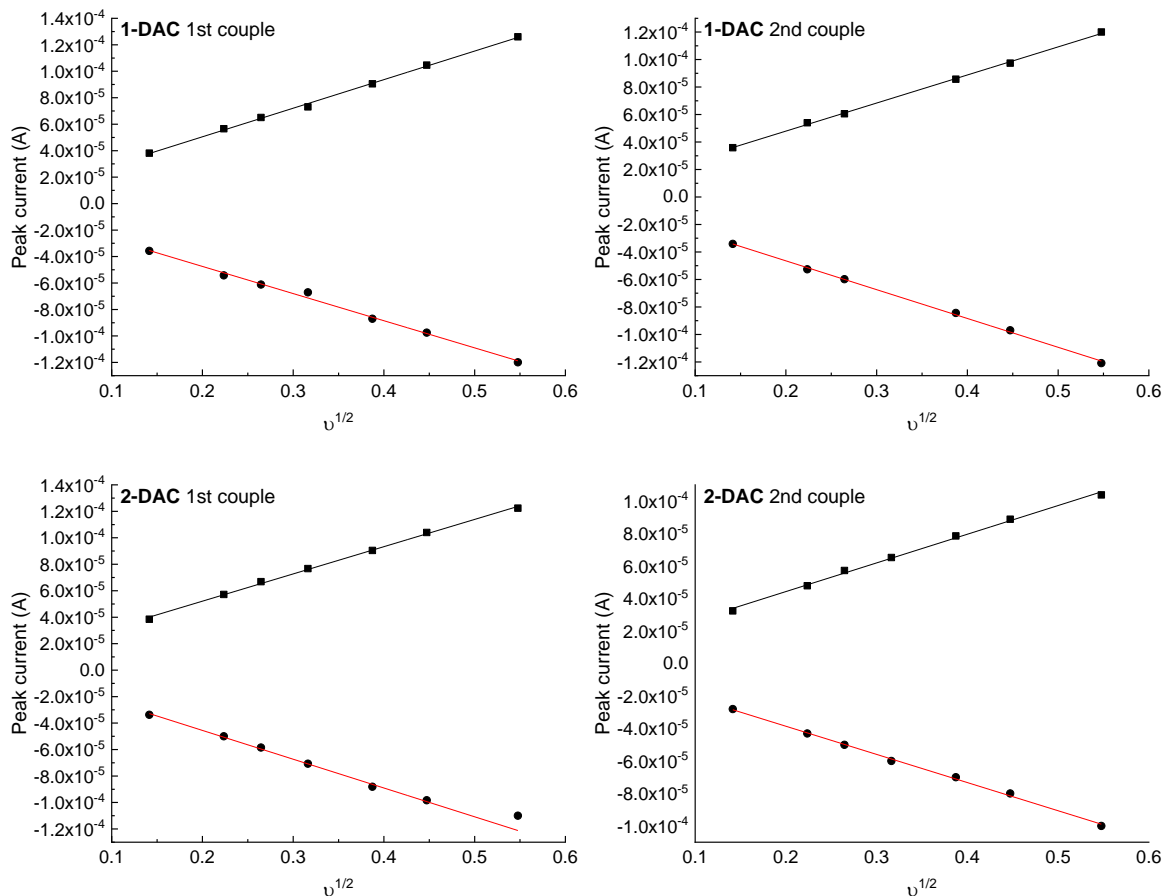 1-DAC 1st couple
Peak current (A)
1.4x10⁻⁴
1.2x10⁻⁴
1.0x10⁻⁴
8.0x10⁻⁵
6.0x10⁻⁵
4.0x10⁻⁵
2.0x10⁻⁵
0.0
-2.0x10⁻⁵
-4.0x10⁻⁵
-6.0x10⁻⁵
-8.0x10⁻⁵
-1.0x10⁻⁴
-1.2x10⁻⁴
0.1 0.2 0.3 0.4 0.5 0.6
υ¹ᐟ²
1-DAC 2nd couple
Peak current (A)
1.2x10⁻⁴
1.0x10⁻⁴
8.0x10⁻⁵
6.0x10⁻⁵
4.0x10⁻⁵
2.0x10⁻⁵
0.0
-2.0x10⁻⁵
-4.0x10⁻⁵
-6.0x10⁻⁵
-8.0x10⁻⁵
-1.0x10⁻⁴
-1.2x10⁻⁴
0.1 0.2 0.3 0.4 0.5 0.6
υ¹ᐟ²
2-DAC 1st couple
Peak current (A)
1.4x10⁻⁴
1.2x10⁻⁴
1.0x10⁻⁴
8.0x10⁻⁵
6.0x10⁻⁵
4.0x10⁻⁵
2.0x10⁻⁵
0.0
-2.0x10⁻⁵
-4.0x10⁻⁵
-6.0x10⁻⁵
-8.0x10⁻⁵
-1.0x10⁻⁴
-1.2x10⁻⁴
0.1 0.2 0.3 0.4 0.5 0.6
υ¹ᐟ²
2-DAC 2nd couple
Peak current (A)
1.0x10⁻⁴
8.0x10⁻⁵
6.0x10⁻⁵
4.0x10⁻⁵
2.0x10⁻⁵
0.0
-2.0x10⁻⁵
-4.0x10⁻⁵
-6.0x10⁻⁵
-8.0x10⁻⁵
-1.0x10⁻⁴
0.1 0.2 0.3 0.4 0.5 0.6
υ¹ᐟ²